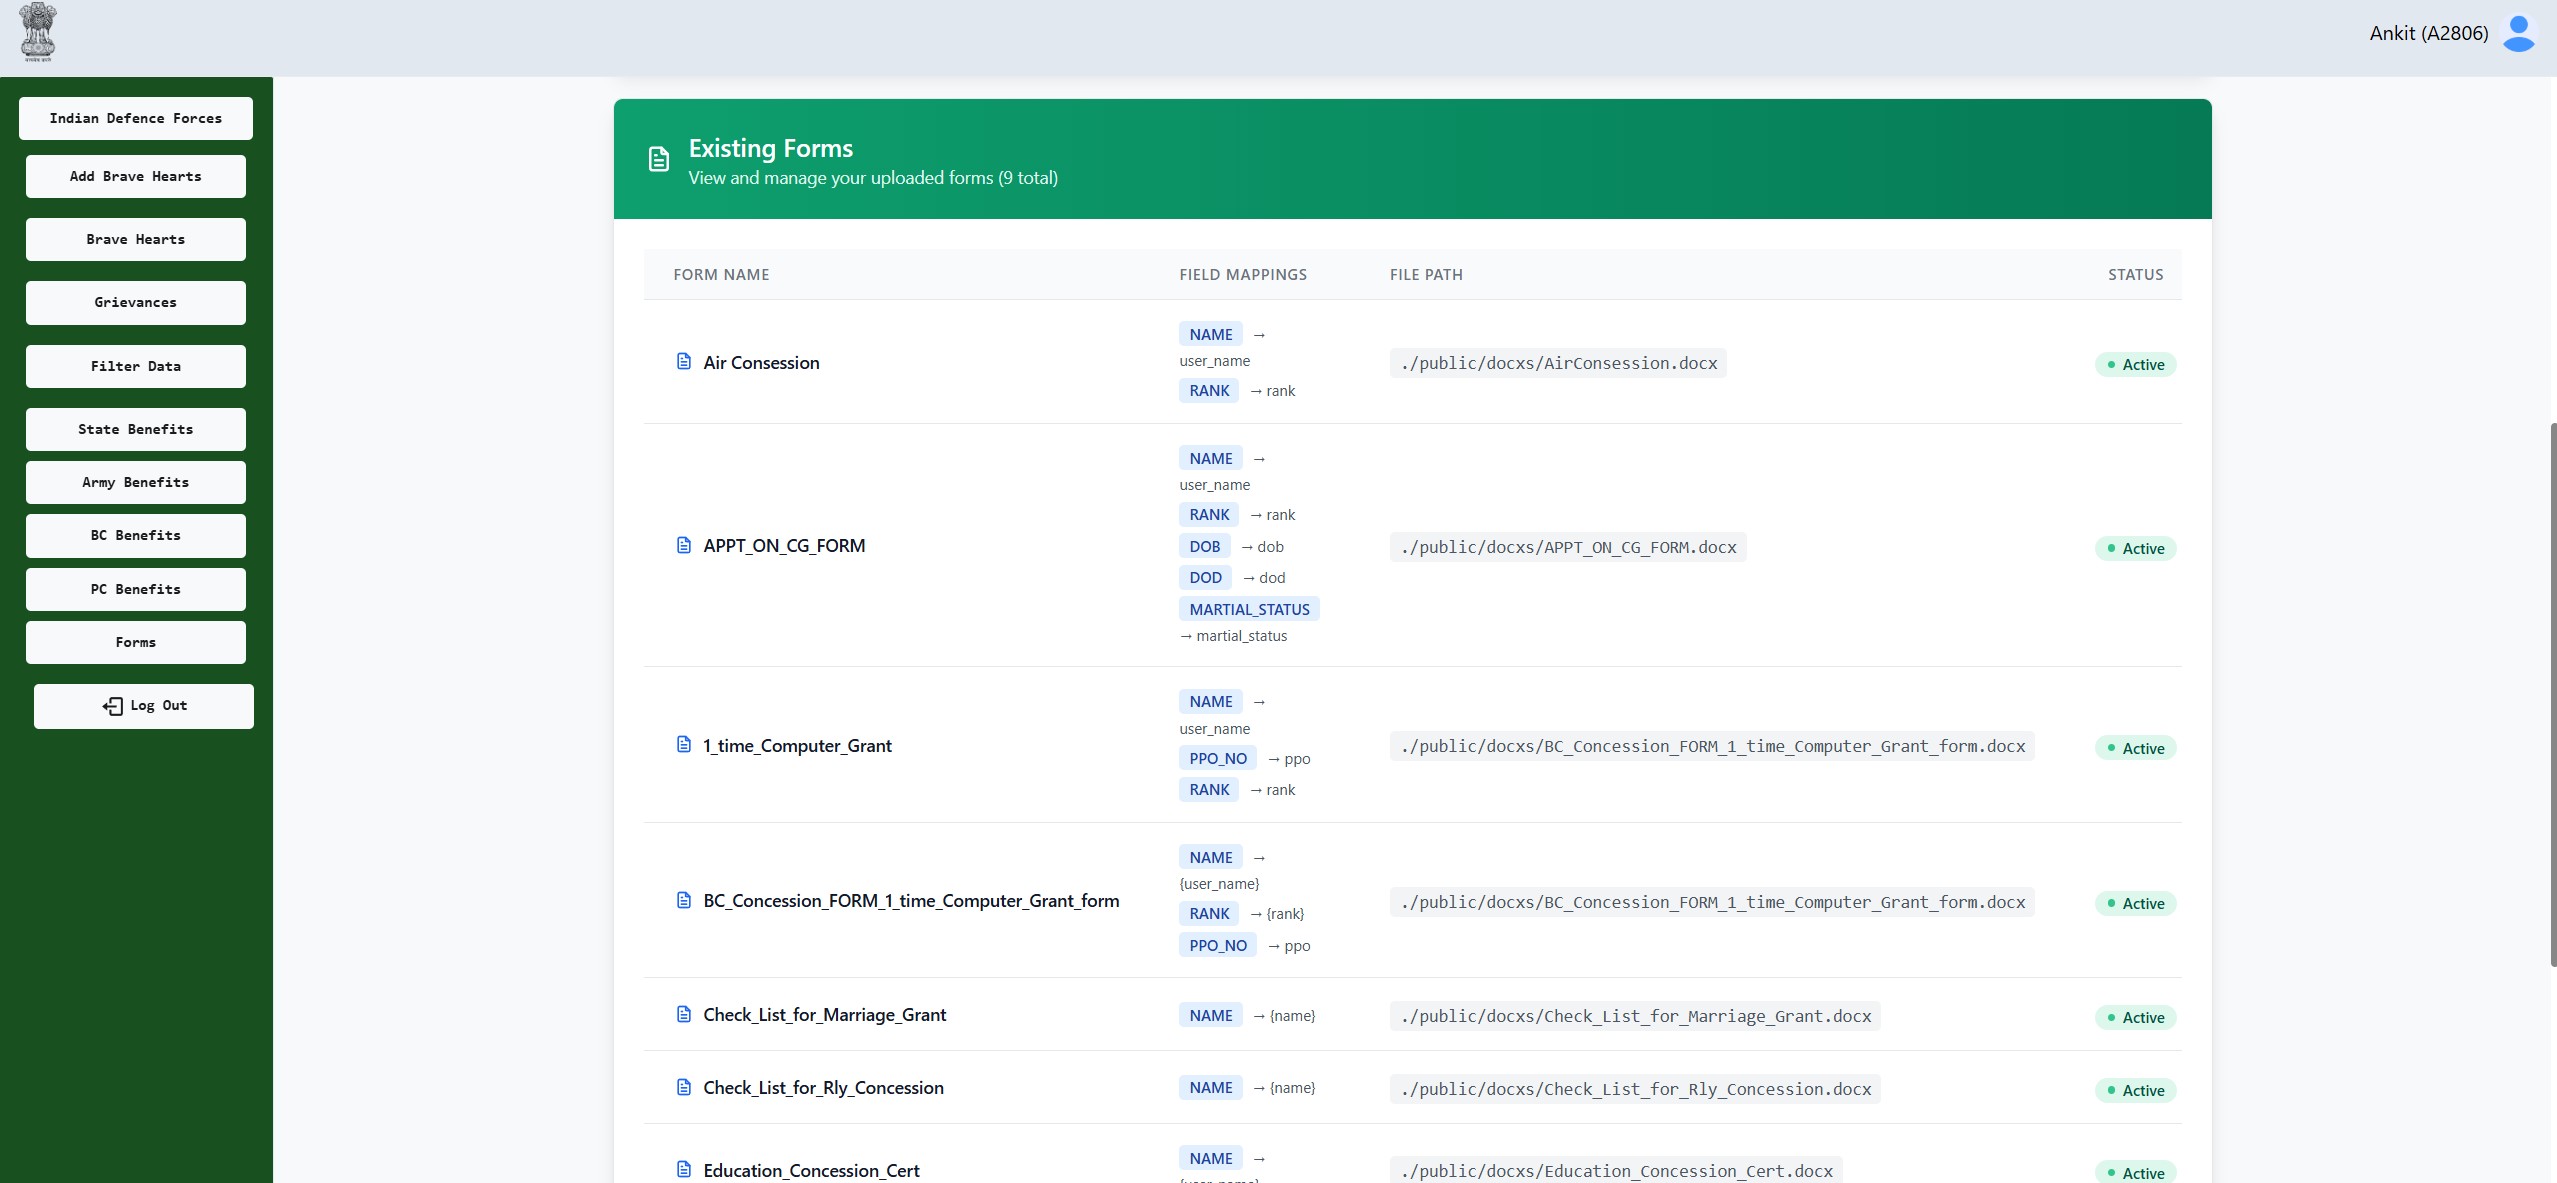 Ankit (A2806)
Indian Defence Forces
Add Brave Hearts
Brave Hearts
Grievances
Filter Data
State Benefits
Army Benefits
BC Benefits
PC Benefits
Forms
Log Out
Existing Forms
View and manage your uploaded forms (9 total)
FORM NAME FIELD MAPPINGS FILE PATH STATUS
Air Consession
NAME →
user_name
RANK → rank
./public/docxs/AirConsession.docx
Active
APPT_ON_CG_FORM
NAME →
user_name
RANK → rank
DOB → dob
DOD → dod
MARTIAL_STATUS
→ martial_status
./public/docxs/APPT_ON_CG_FORM.docx
Active
1_time_Computer_Grant
NAME →
user_name
PPO_NO → ppo
RANK → rank
./public/docxs/BC_Concession_FORM_1_time_Computer_Grant_form.docx
Active
BC_Concession_FORM_1_time_Computer_Grant_form
NAME →
{user_name}
RANK → {rank}
PPO_NO → ppo
./public/docxs/BC_Concession_FORM_1_time_Computer_Grant_form.docx
Active
Check_List_for_Marriage_Grant
NAME → {name}
./public/docxs/Check_List_for_Marriage_Grant.docx
Active
Check_List_for_Rly_Concession
NAME → {name}
./public/docxs/Check_List_for_Rly_Concession.docx
Active
Education_Concession_Cert
NAME →
./public/docxs/Education_Concession_Cert.docx
Active